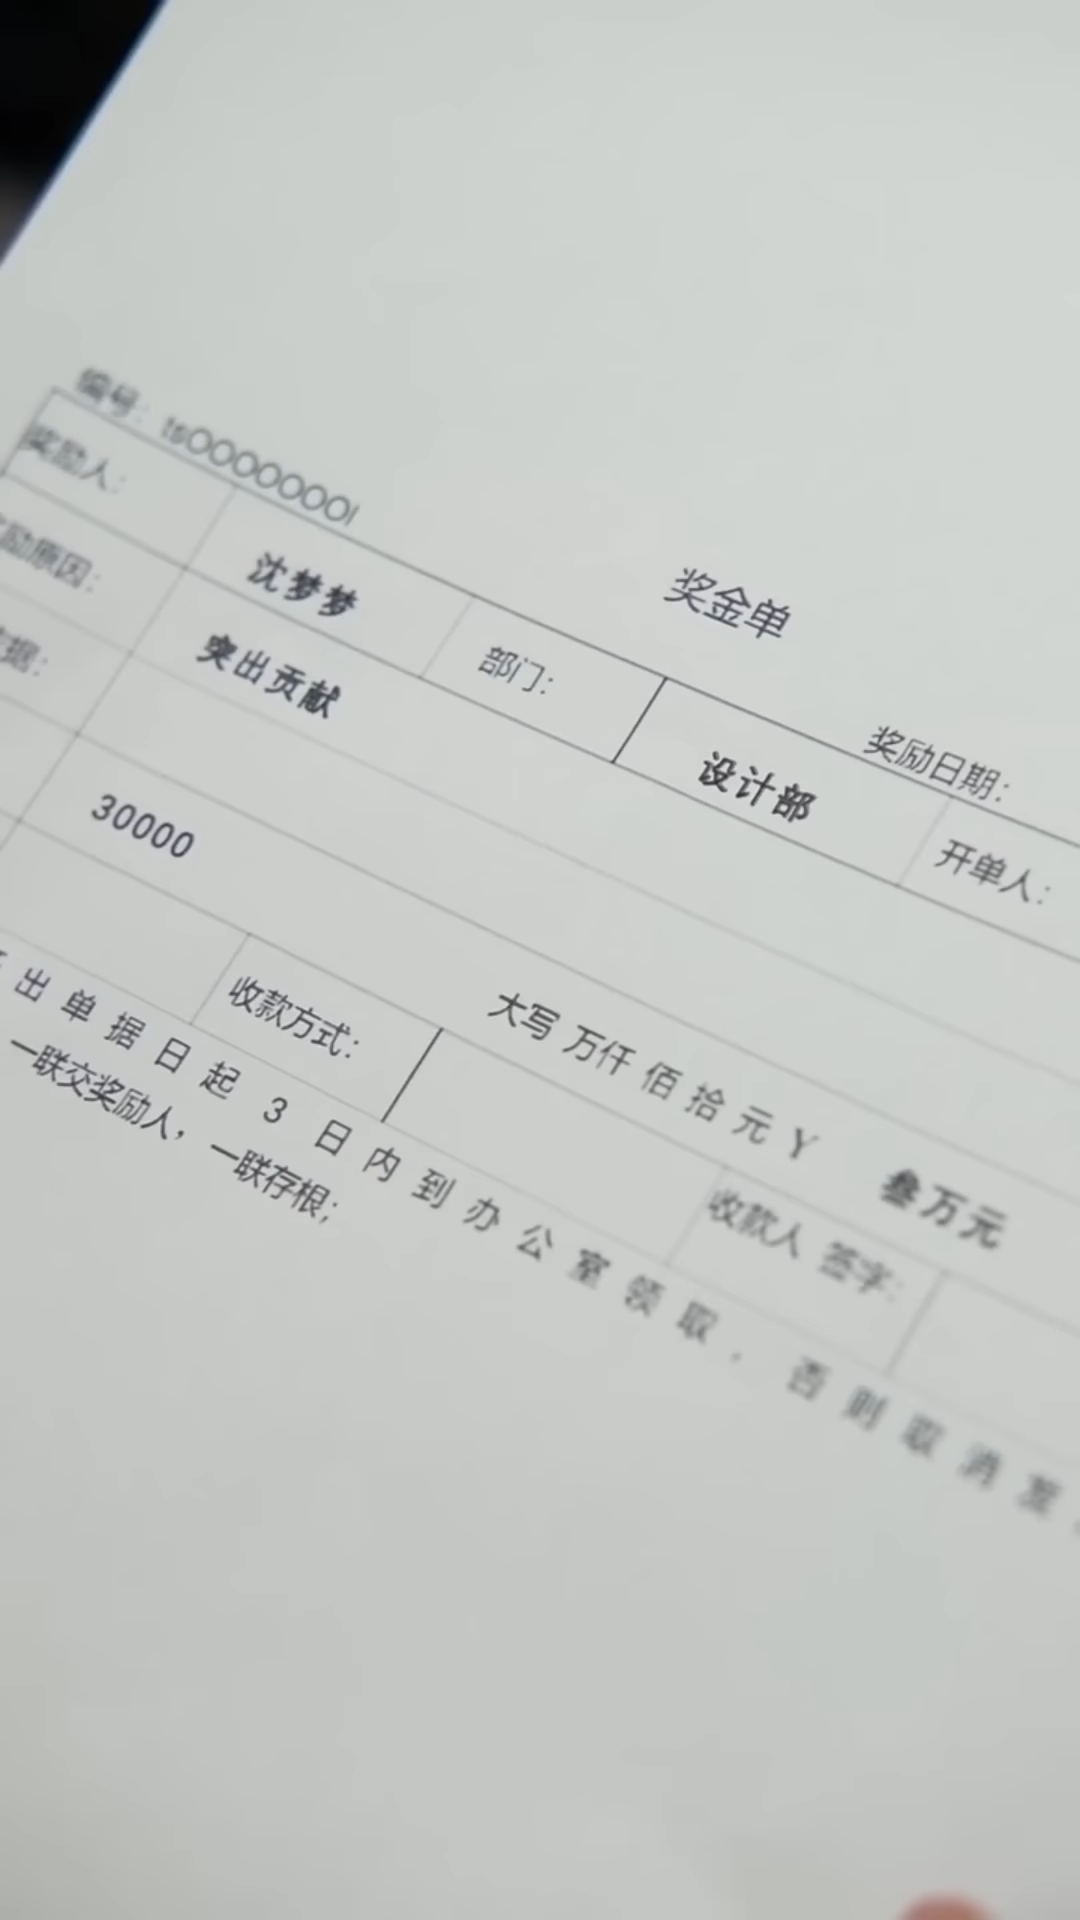 奖金单
编号：tsOOOOOOOI
奖励日期：
奖励人： 沈梦梦 部门： 设计部 开单人：
励原因： 突出贡献
据：
30000 大写 万仟 佰 拾 元 Y 叁万元
收款方式： 收款人 签字：
出单据日起3日内到办公室领取，否则取消发
一联交奖励人，一联存根；